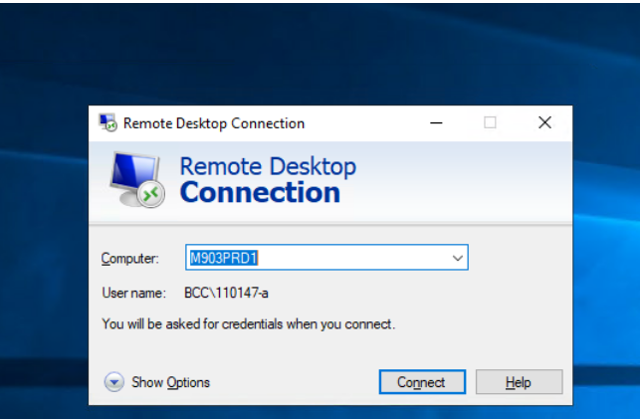 Remote Desktop Connection
Remote Desktop
Connection
Computer: M903PRD1
User name: BCC\110147-a
You will be asked for credentials when you connect.
Show Options Connect Help